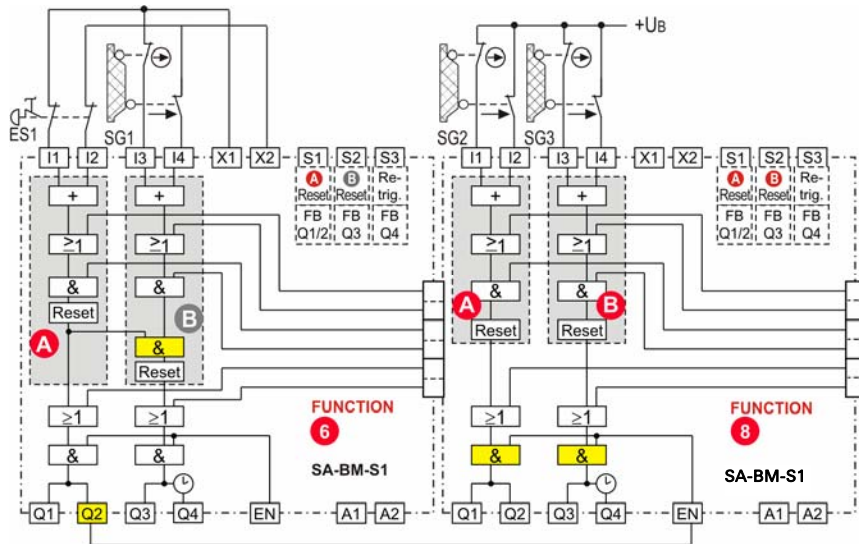 +UB
ES1 SG1 SG2 SG3
I1 I2 I3 I4 X1 X2 S1 S2 S3 I1 I2 I3 I4 X1 X2 S1 S2 S3
+ + A Reset B Reset Re-trig. + + A Reset B Reset Re-trig.
FB Q1/2 FB Q3 FB Q4 FB Q1/2 FB Q3 FB Q4
≥1 ≥1 ≥1 ≥1
& & & &
Reset B A B
A & Reset Reset
Reset
≥1 ≥1 FUNCTION ≥1 ≥1 FUNCTION
6 8
& & SA-BM-S1 & & SA-BM-S1
Q1 Q2 Q3 Q4 EN A1 A2 Q1 Q2 Q3 Q4 EN A1 A2